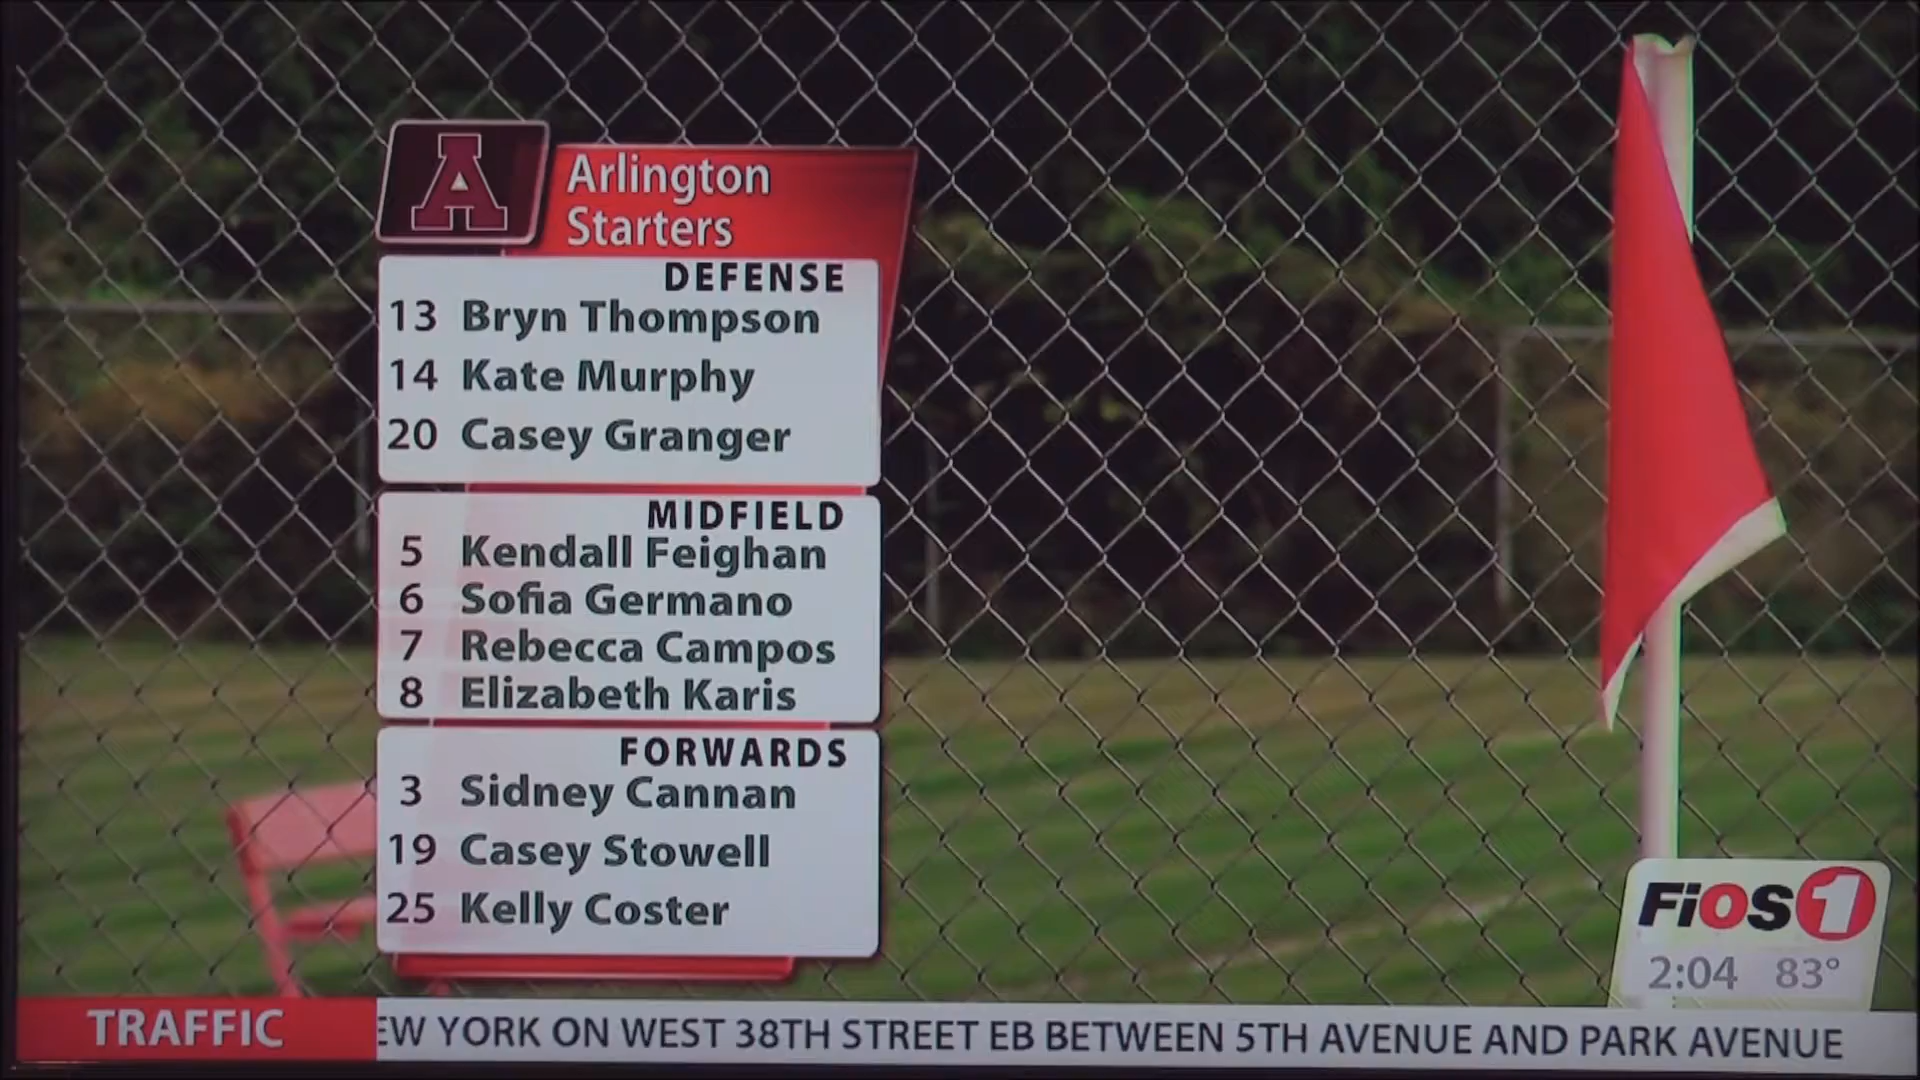 A
Arlington
Starters
DEFENSE
13 Bryn Thompson
14 Kate Murphy
20 Casey Granger
MIDFIELD
5 Kendall Feighan
6 Sofia Germano
7 Rebecca Campos
8 Elizabeth Karis
FORWARDS
3 Sidney Cannan
19 Casey Stowell
25 Kelly Coster
FiOS1
2:04 83°
TRAFFIC EW YORK ON WEST 38TH STREET EB BETWEEN 5TH AVENUE AND PARK AVENUE